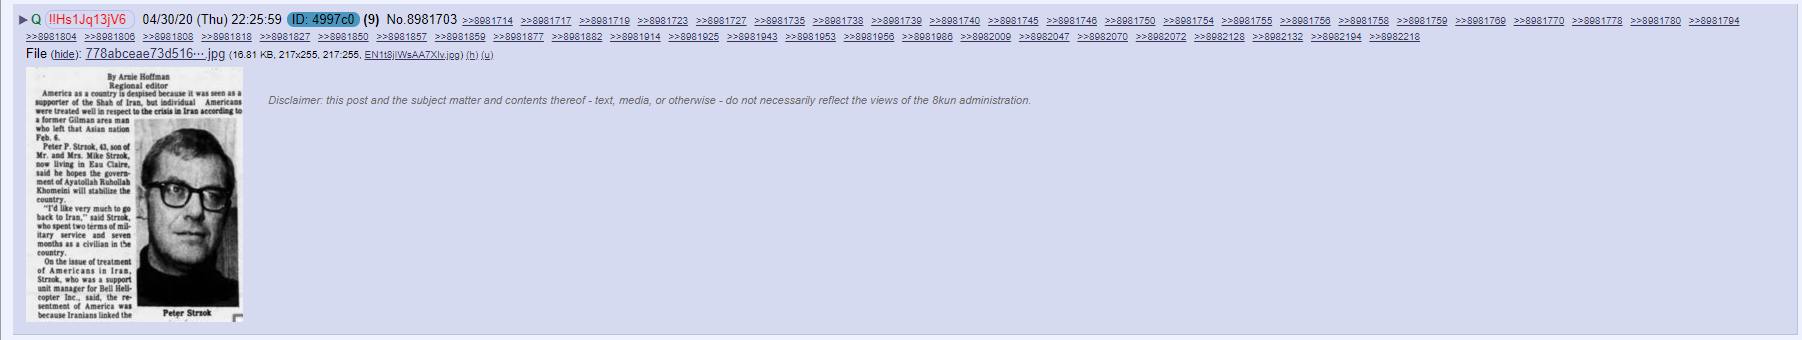 ▶ Q !!Hs1Jq13jV6 04/30/20 (Thu) 22:25:59 ID: 4997c0 (9) No.8981703 >>8981714 >>8981717 >>8981719 >>8981723 >>8981727 >>8981735 >>8981738 >>8981739 >>8981740 >>8981745 >>8981746 >>8981750 >>8981754 >>8981755 >>8981756 >>8981758 >>8981759 >>8981769 >>8981770 >>8981778 >>8981780 >>8981794
>>8981804 >>8981806 >>8981808 >>8981818 >>8981827 >>8981850 >>8981857 >>8981859 >>8981877 >>8981882 >>8981914 >>8981925 >>8981943 >>8981953 >>8981956 >>8981986 >>8982009 >>8982047 >>8982070 >>8982072 >>8982128 >>8982132 >>8982194 >>8982218
File (hide): 778abceae73d516⋯.jpg (16.81 KB, 217x255, 217:255, EN1t8jIWsAA7XIv.jpg) (h) (u)
By Arnie Hoffman
Regional editor
America as a country is despised because it was seen as a
supporter of the Shah of Iran, but individual Americans
were treated well in respect to the crisis in Iran according to
a former Gilman area man
who left that Asian nation
Feb. 6.
Peter P. Strzok, 43, son of
Mr. and Mrs. Mike Strzok,
now living in Eau Claire,
said he hopes the govern-
ment of Ayatollah Ruhollah
Khomeini will stabilize the
country.
"I'd like very much to go
back to Iran," said Strzok,
who spent two terms of mil-
itary service and seven
months as a civilian in the
country.
On the issue of treatment
of Americans in Iran,
Strzok, who was a support
unit manager for Bell Heli-
copter Inc., said, the re-
sentment of America was
because Iranians linked the
Peter Strzok
Disclaimer: this post and the subject matter and contents thereof - text, media, or otherwise - do not necessarily reflect the views of the 8kun administration.